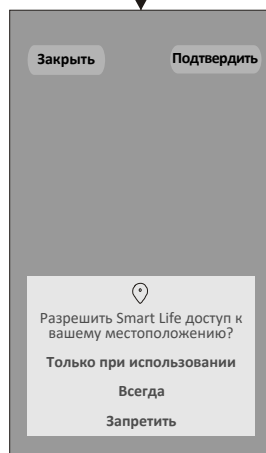 Закрыть
Подтвердить
Разрешить Smart Life доступ к
вашему местоположению?
Только при использовании
Всегда
Запретить